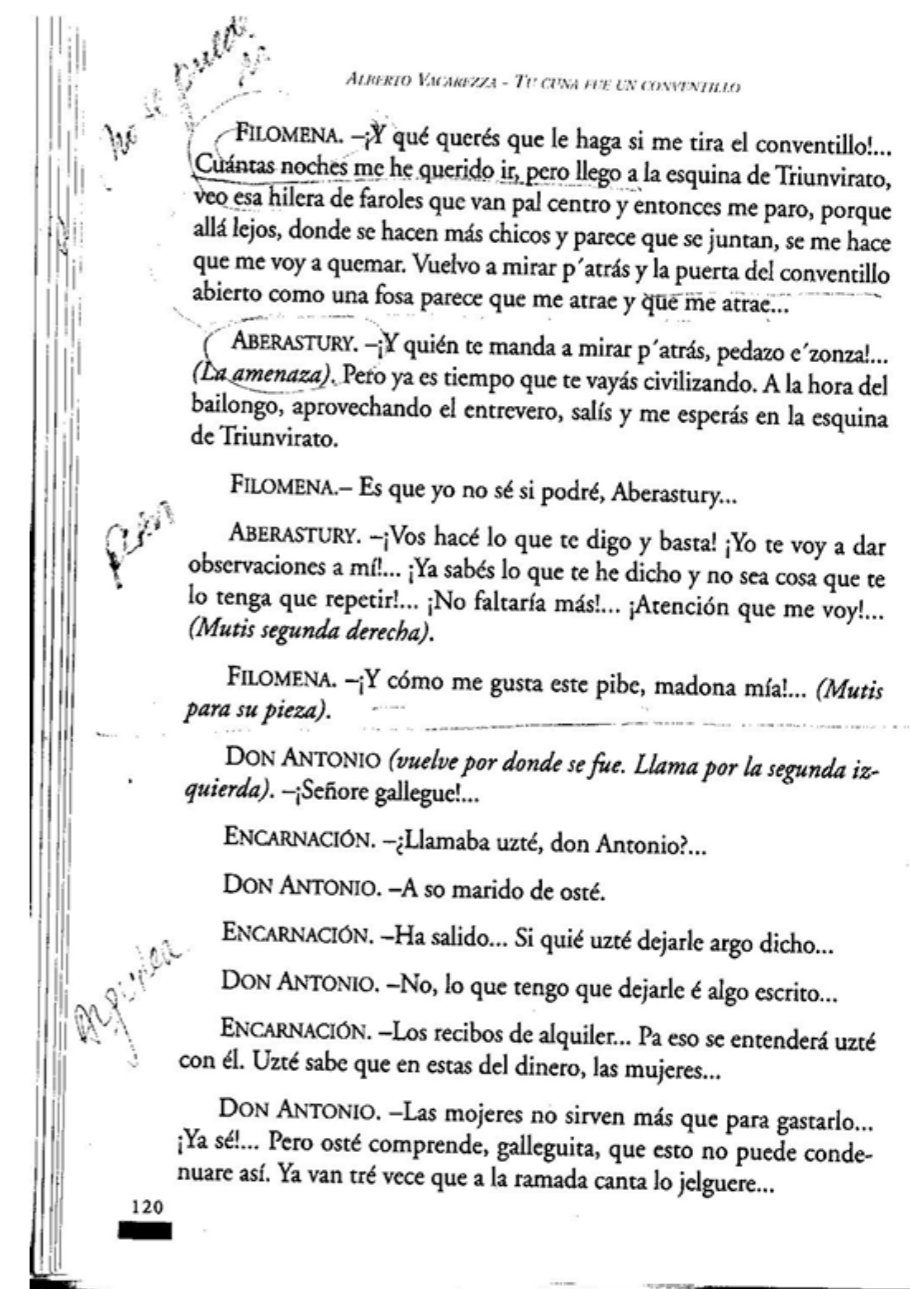 no se puede
ir
ALBERTO VACAREZZA - TU CUNA FUE UN CONVENTILLO
FILOMENA. –¡Y qué querés que le haga si me tira el conventillo!...
Cuántas noches me he querido ir, pero llego a la esquina de Triunvirato,
veo esa hilera de faroles que van pal centro y entonces me paro, porque
allá lejos, donde se hacen más chicos y parece que se juntan, se me hace
que me voy a quemar. Vuelvo a mirar p´atrás y la puerta del conventillo
abierto como una fosa parece que me atrae y que me atrae...
ABERASTURY. –¡Y quién te manda a mirar p´atrás, pedazo e´zonza!...
(La amenaza). Pero ya es tiempo que te vayás civilizando. A la hora del
bailongo, aprovechando el entrevero, salís y me esperás en la esquina
de Triunvirato.
FILOMENA.– Es que yo no sé si podré, Aberastury...
ABERASTURY. –¡Vos hacé lo que te digo y basta! ¡Yo te voy a dar
observaciones a mí!... ¡Ya sabés lo que te he dicho y no sea cosa que te
lo tenga que repetir!... ¡No faltaría más!... ¡Atención que me voy!...
(Mutis segunda derecha).
FILOMENA. –¡Y cómo me gusta este pibe, madona mía!... (Mutis
para su pieza).
DON ANTONIO (vuelve por donde se fue. Llama por la segunda iz-
quierda). –¡Señore gallegue!...
ENCARNACIÓN. –¿Llamaba uzté, don Antonio?...
DON ANTONIO. –A so marido de osté.
ENCARNACIÓN. –Ha salido... Si quié uzté dejarle argo dicho...
DON ANTONIO. –No, lo que tengo que dejarle é algo escrito...
ENCARNACIÓN. –Los recibos de alquiler... Pa eso se entenderá uzté
con él. Uzté sabe que en estas del dinero, las mujeres...
DON ANTONIO. –Las mojeres no sirven más que para gastarlo...
¡Ya sé!... Pero osté comprende, galleguita, que esto no puede conde-
nuare así. Ya van tré vece que a la ramada canta lo jelguere...
120